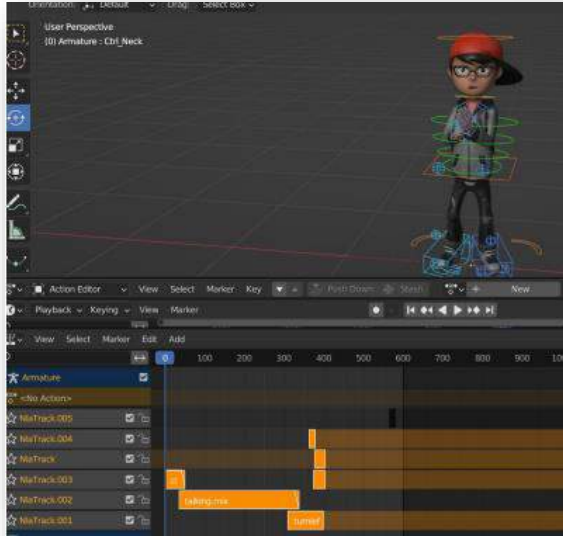 Orientation: Default Drag: Select Box
User Perspective
(0) Armature : Ctrl_Neck
Action Editor View Select Marker Key Push Down Stash New
Playback Keying View Marker
View Select Marker Edit Add
0 100 200 300 400 500 600 700 800 900
Armature
<No Action>
NlaTrack.005
NlaTrack.004
NlaTrack
NlaTrack.003
NlaTrack.002 talking.mix
NlaTrack.001